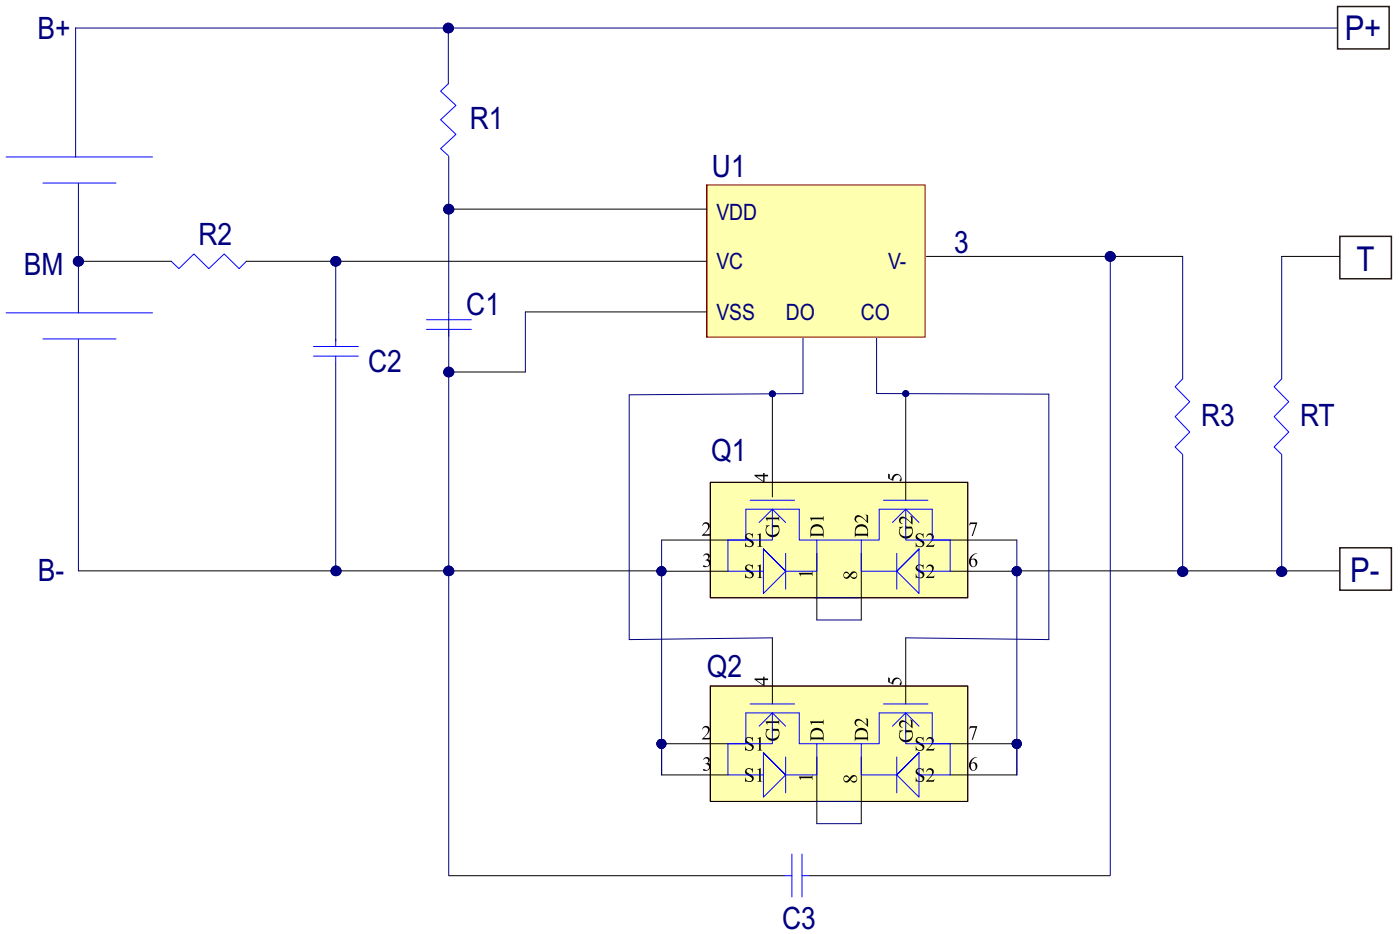 B+
P+
R1
U1
VDD
R2
3
T
BM
VC
V-
C1
VSS
DO
CO
C2
R3
RT
Q1
4
5
G1
D1
D2
G2
2
S1
S2
7
3
S1
S2
6
1
8
B-
P-
Q2
4
5
G1
D1
D2
G2
2
S1
S2
7
3
S1
S2
6
1
8
C3